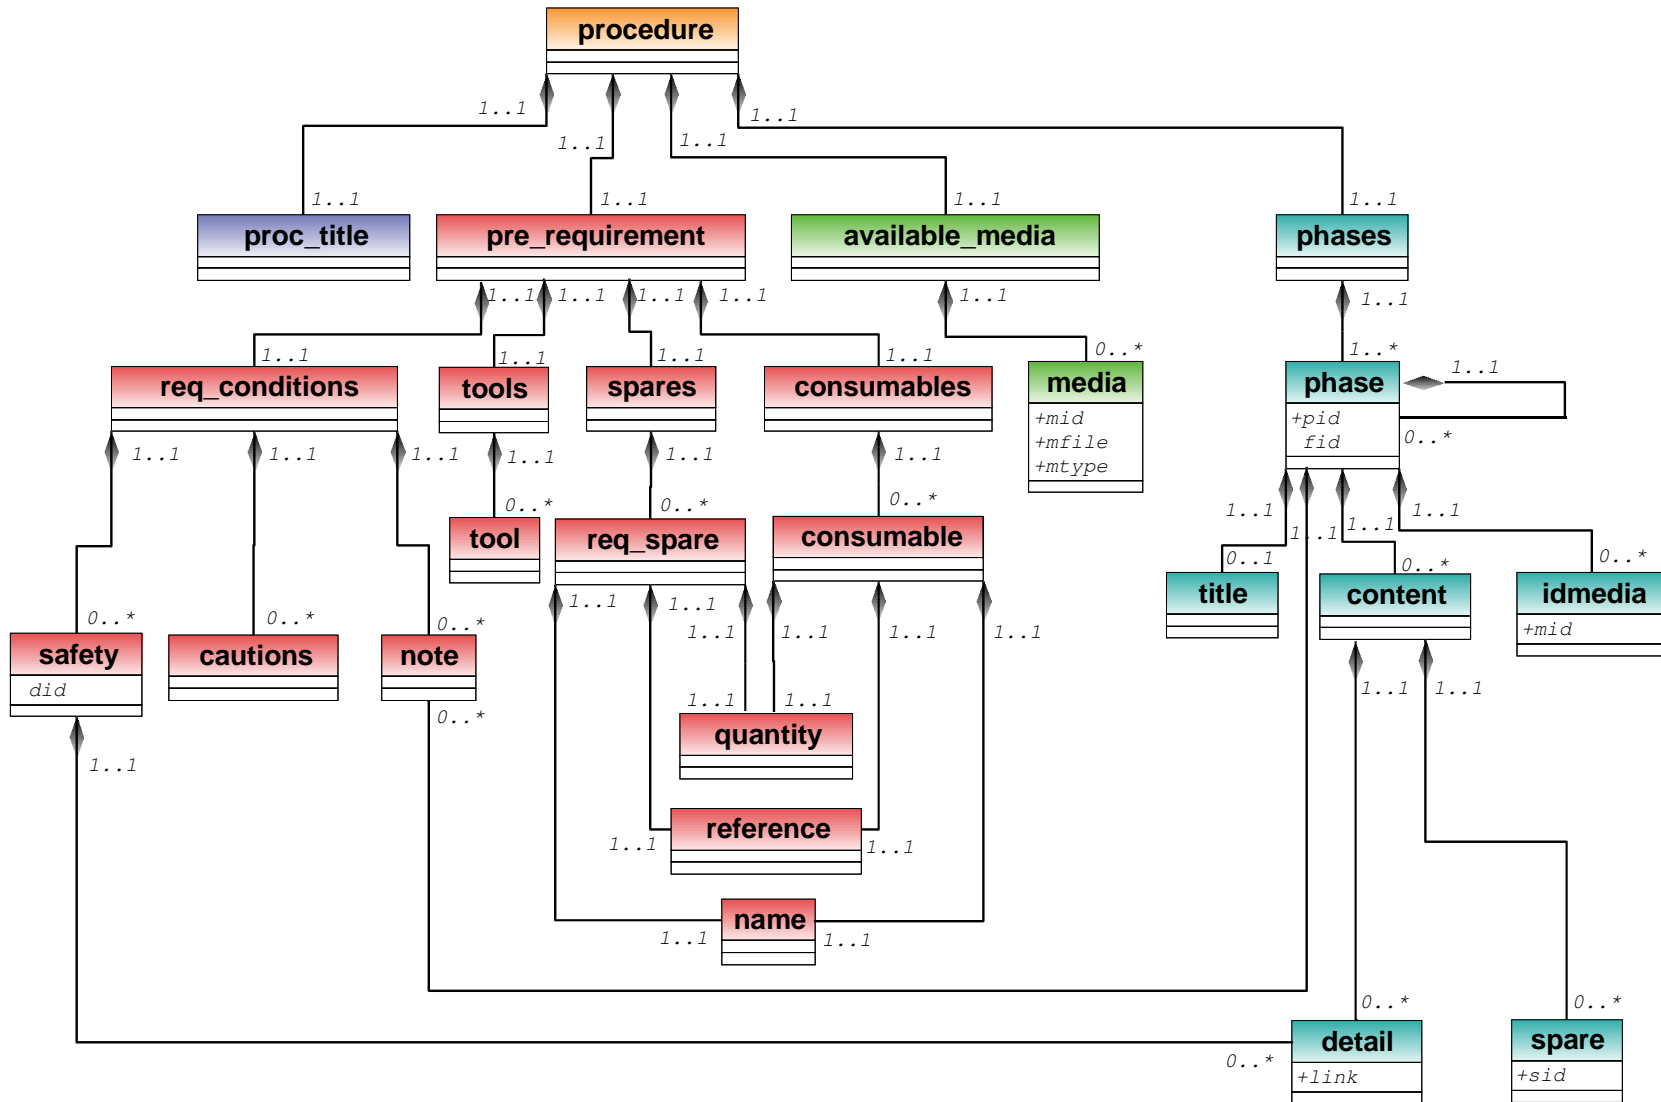 procedure
1..1
1..1
1..1
1..1
1..1
1..1
1..1
1..1
proc_title
pre_requirement
available_media
phases
1..1
1..1
1..1
1..1
1..1
1..1
1..1
1..1
1..1
1..1
0..*
1..*
req_conditions
tools
spares
consumables
media
+mid
+mfile
+mtype
phase
+pid
fid
1..1
0..*
1..1
1..1
1..1
1..1
1..1
1..1
0..*
0..*
0..*
tool
req_spare
consumable
1..1
1..1
1..1
1..1
0..1
0..*
0..*
title
content
idmedia
+mid
1..1
1..1
1..1
1..1
1..1
1..1
0..*
0..*
0..*
safety
did
cautions
note
0..*
1..1
1..1
1..1
1..1
1..1
quantity
reference
1..1
1..1
name
1..1
1..1
0..*
0..*
0..*
detail
+link
spare
+sid